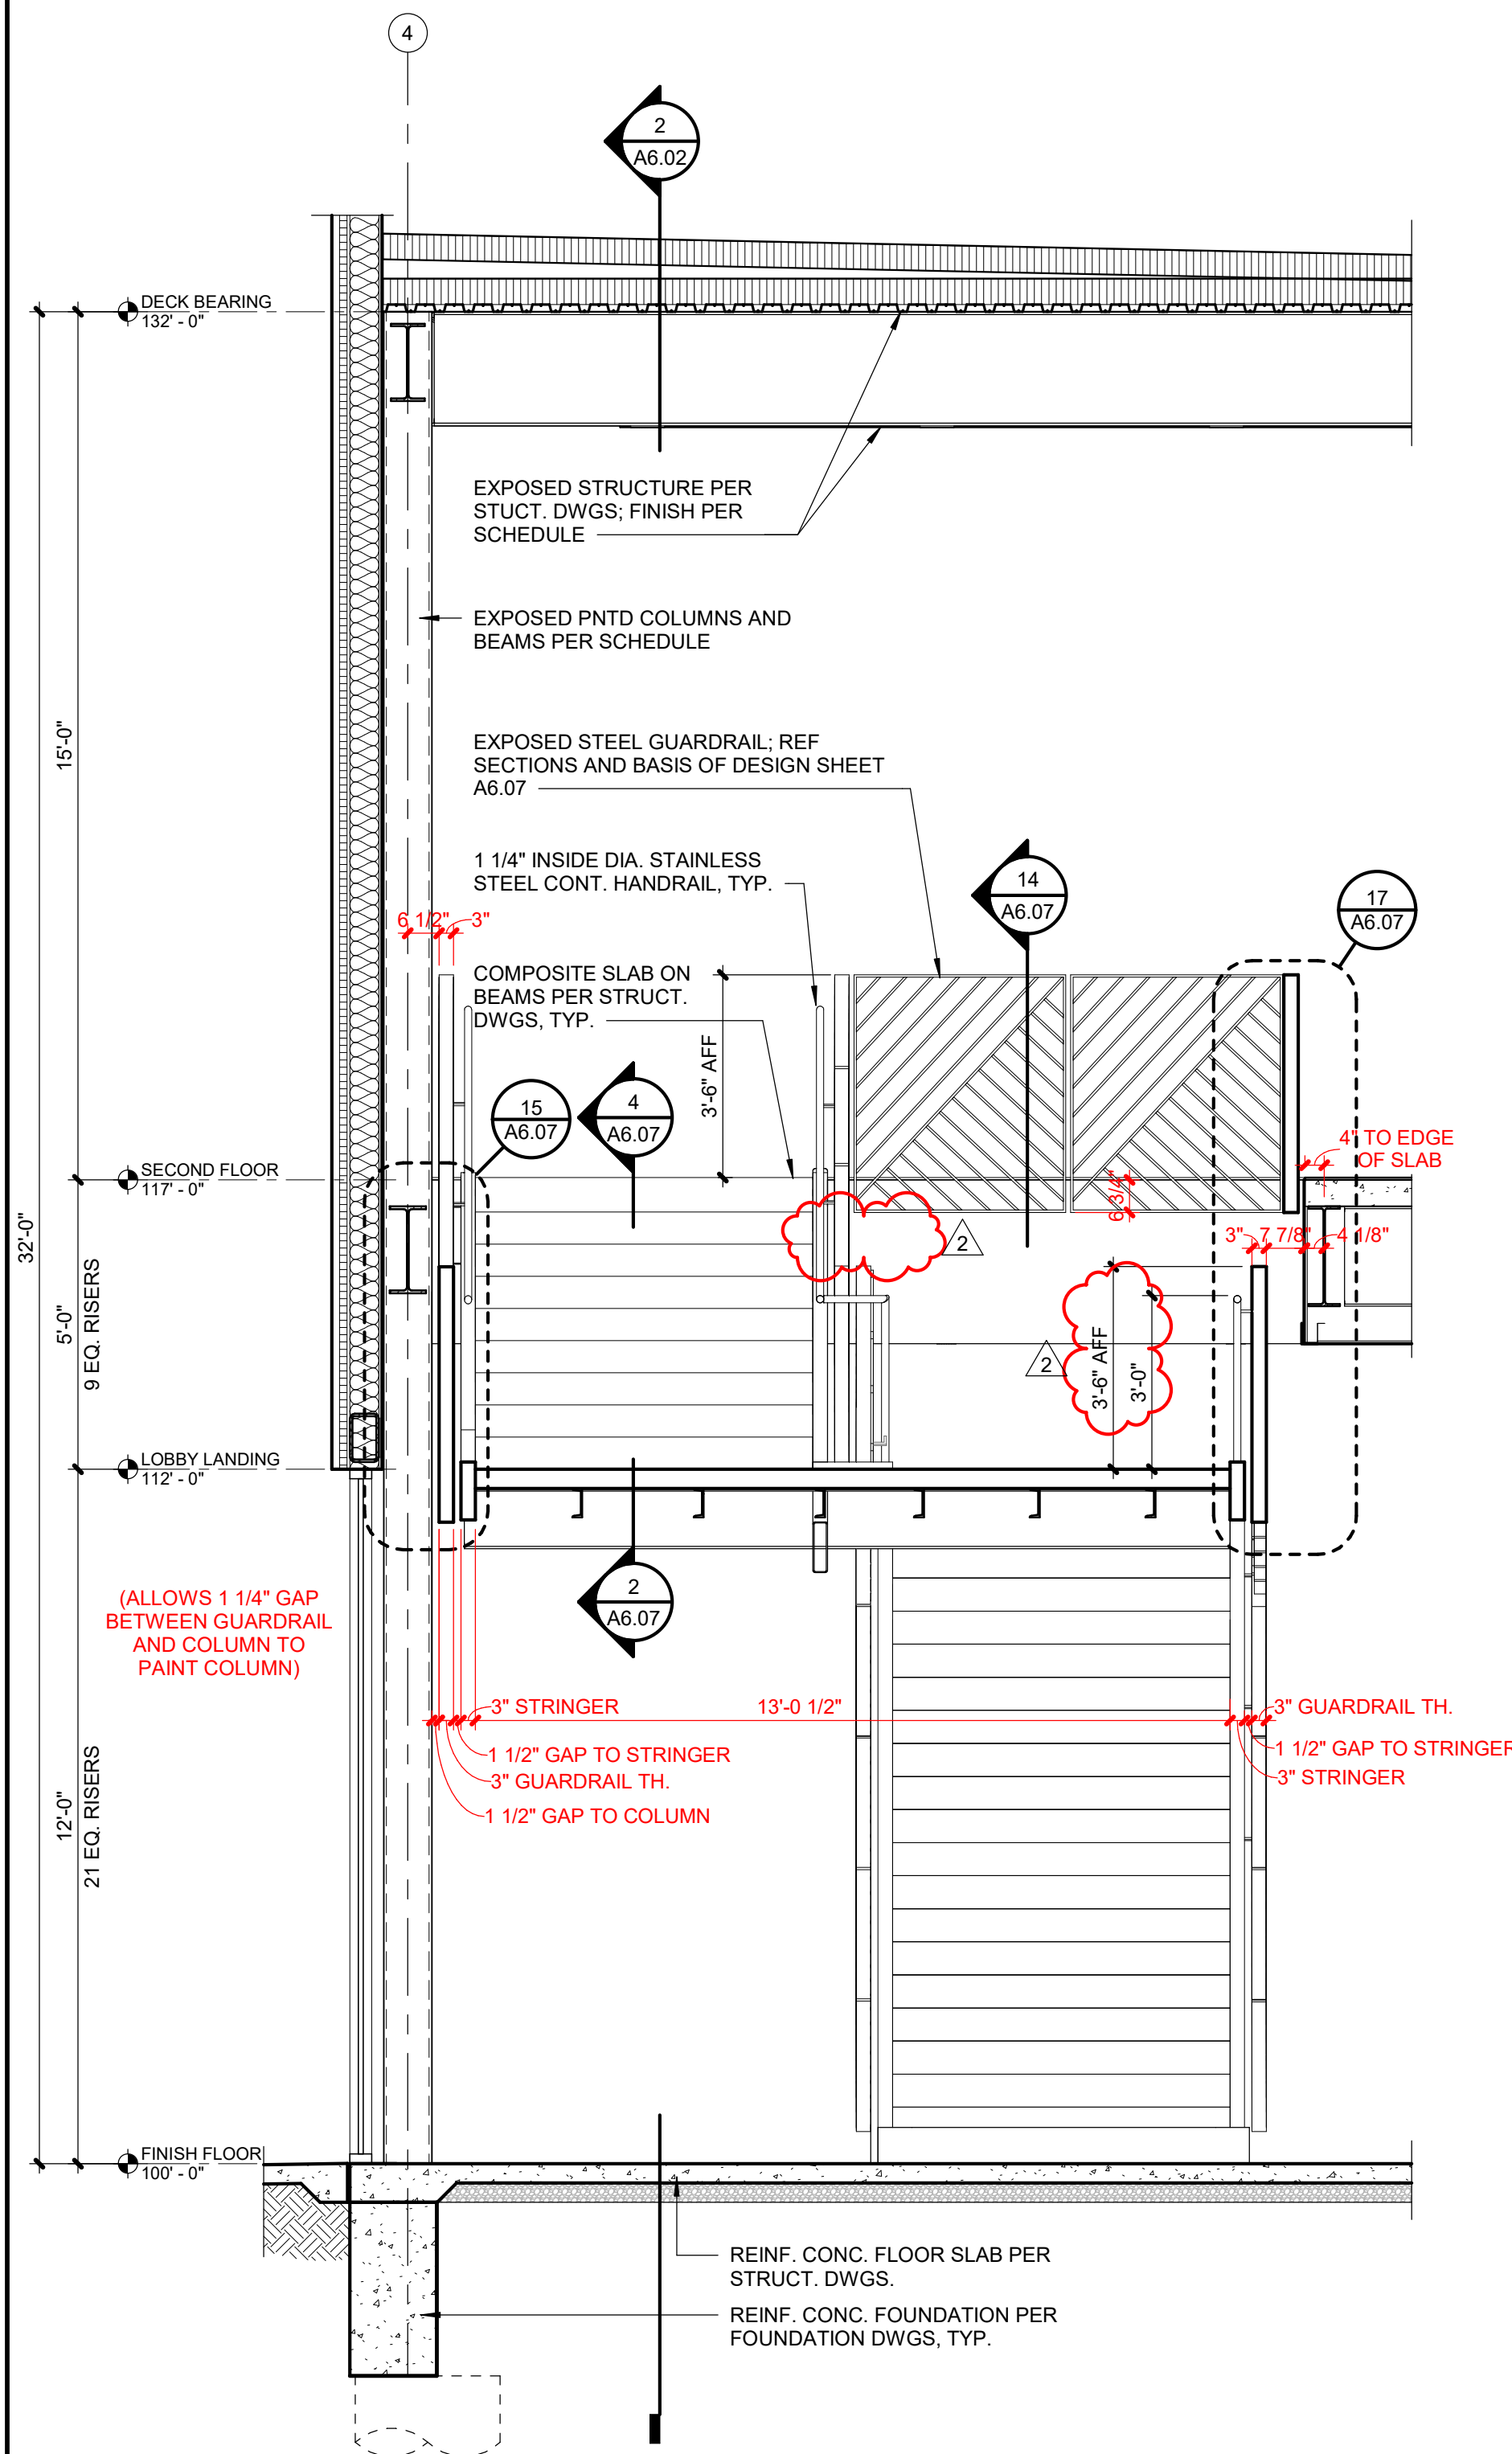 4
2
A6.02
DECK BEARING
132' - 0"
EXPOSED STRUCTURE PER
STUCT. DWGS; FINISH PER
SCHEDULE
EXPOSED PNTD COLUMNS AND
BEAMS PER SCHEDULE
15'-0"
EXPOSED STEEL GUARDRAIL; REF
SECTIONS AND BASIS OF DESIGN SHEET
A6.07
1 1/4" INSIDE DIA. STAINLESS
STEEL CONT. HANDRAIL, TYP.
14
A6.07
17
A6.07
6 1/2"
3"
COMPOSITE SLAB ON
BEAMS PER STRUCT.
DWGS, TYP.
3'-6" AFF
15
A6.07
4
A6.07
4" TO EDGE
OF SLAB
SECOND FLOOR
117' - 0"
6 3/4"
32'-0"
2
3"
7 7/8"
4 1/8"
5'-0"
9 EQ. RISERS
2
3'-6" AFF
3'-0"
LOBBY LANDING
112' - 0"
2
A6.07
(ALLOWS 1 1/4" GAP
BETWEEN GUARDRAIL
AND COLUMN TO
PAINT COLUMN)
3" STRINGER
13'-0 1/2"
3" GUARDRAIL TH.
1 1/2" GAP TO STRINGER
1 1/2" GAP TO STRINGER
3" GUARDRAIL TH.
3" STRINGER
1 1/2" GAP TO COLUMN
12'-0"
21 EQ. RISERS
FINISH FLOOR
100' - 0"
REINF. CONC. FLOOR SLAB PER
STRUCT. DWGS.
REINF. CONC. FOUNDATION PER
FOUNDATION DWGS, TYP.